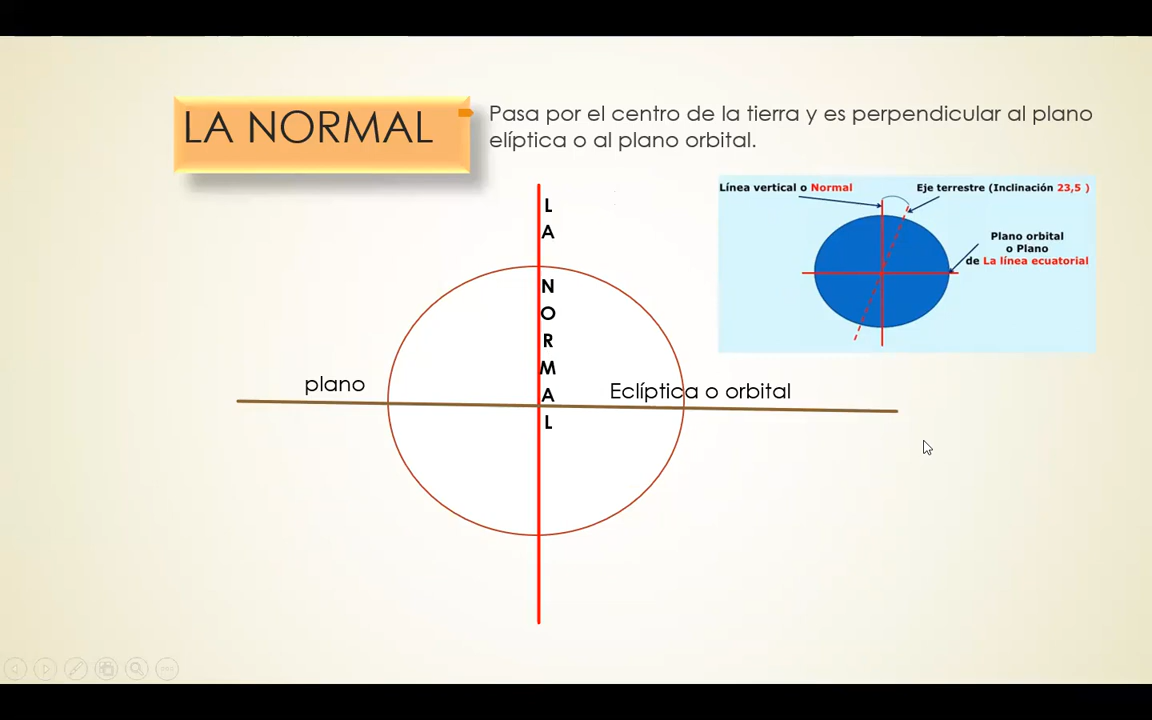 LA NORMAL
Pasa por el centro de la tierra y es perpendicular al plano
elíptica o al plano orbital.
Línea vertical o Normal
Eje terrestre (Inclinación 23,5 )
Plano orbital
o Plano
de La línea ecuatorial
L
A
N
O
R
M
A
L
plano
Eclíptica o orbital